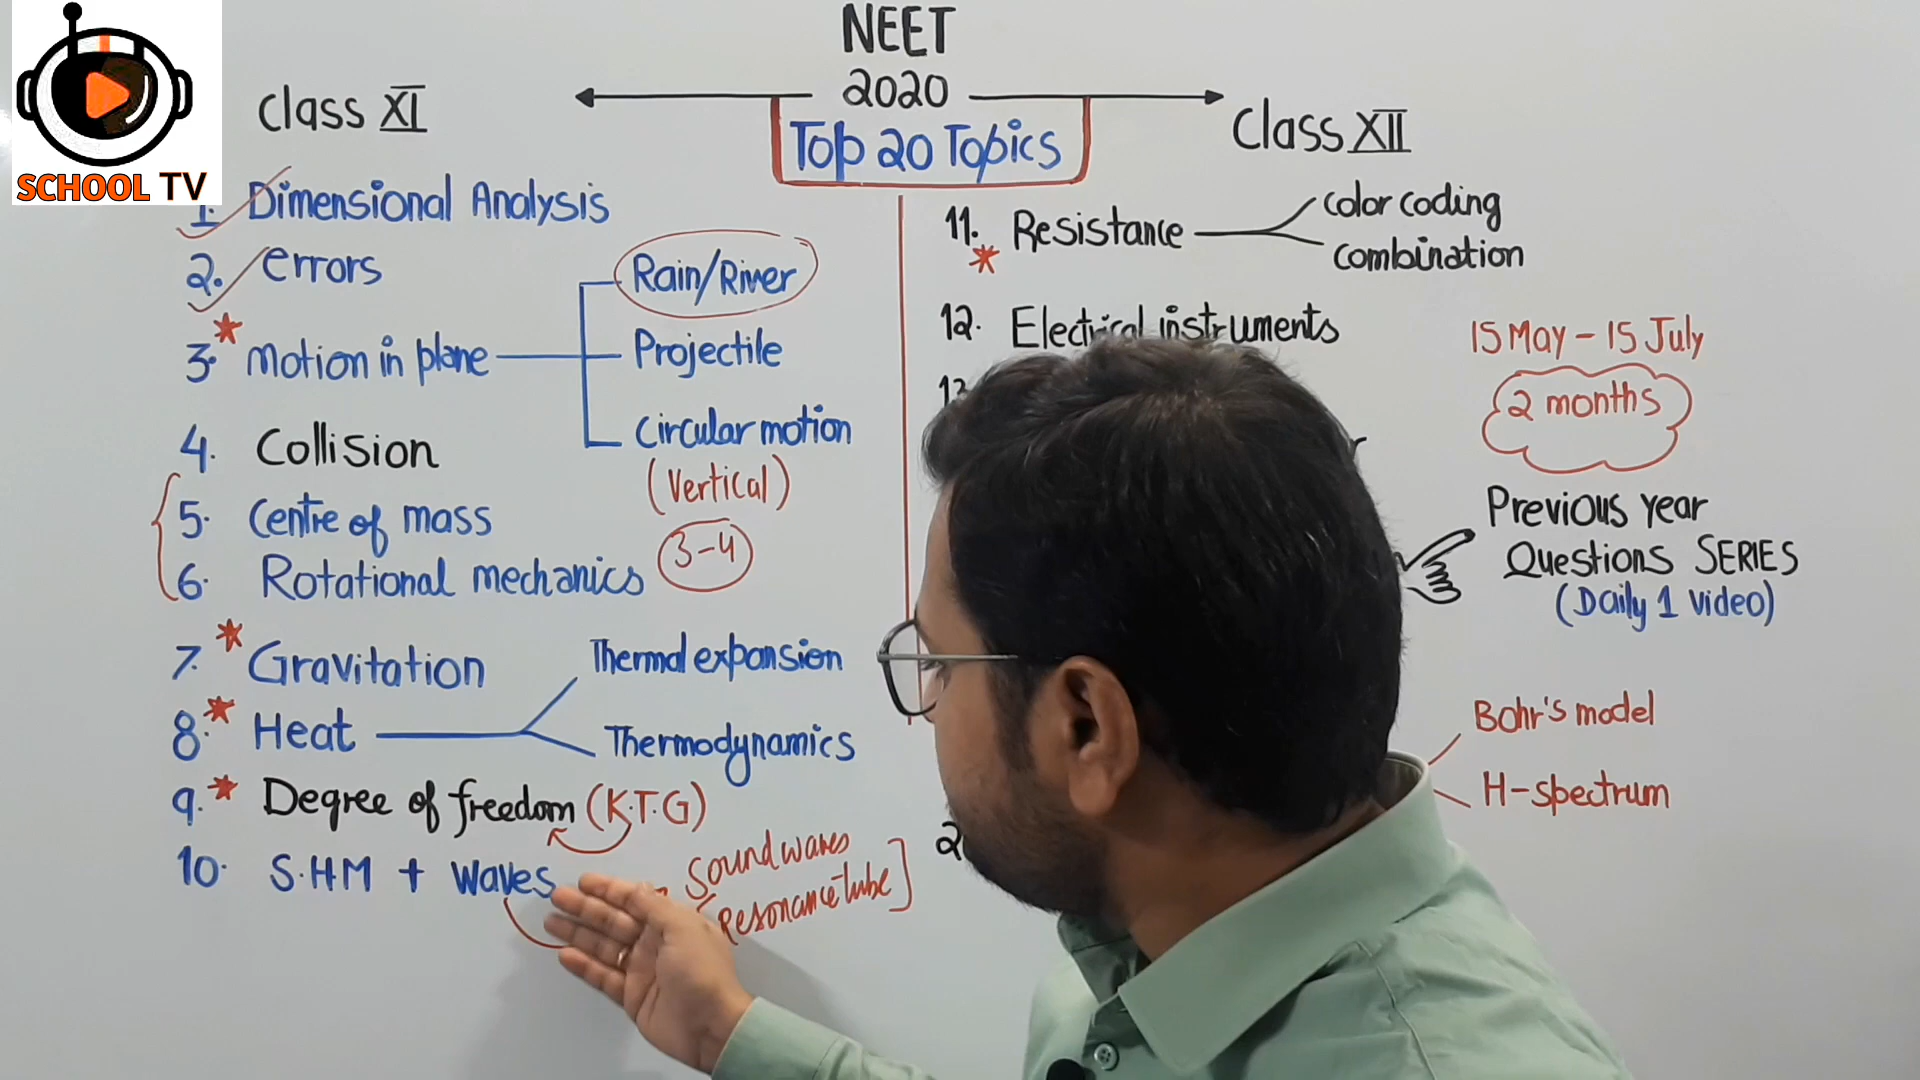 SCHOOL TV
NEET
2020
Top 20 Topics
Class XI
1. Dimensional Analysis
2. errors
3. * Motion in plane
Rain/River
Projectile
Circular motion
(Vertical)
4. Collision
5. Centre of mass
6. Rotational mechanics
3-4
7. * Gravitation
8. * Heat
Thermal expansion
Thermodynamics
9. * Degree of freedom (K.T.G)
10. S.H.M + Waves
Sound waves
[Resonance tube]
Class XII
11. * Resistance
color coding
combination
12. Electrical instruments
15 May - 15 July
2 months
Previous year
Questions SERIES
(Daily 1 video)
Bohr's model
H-spectrum